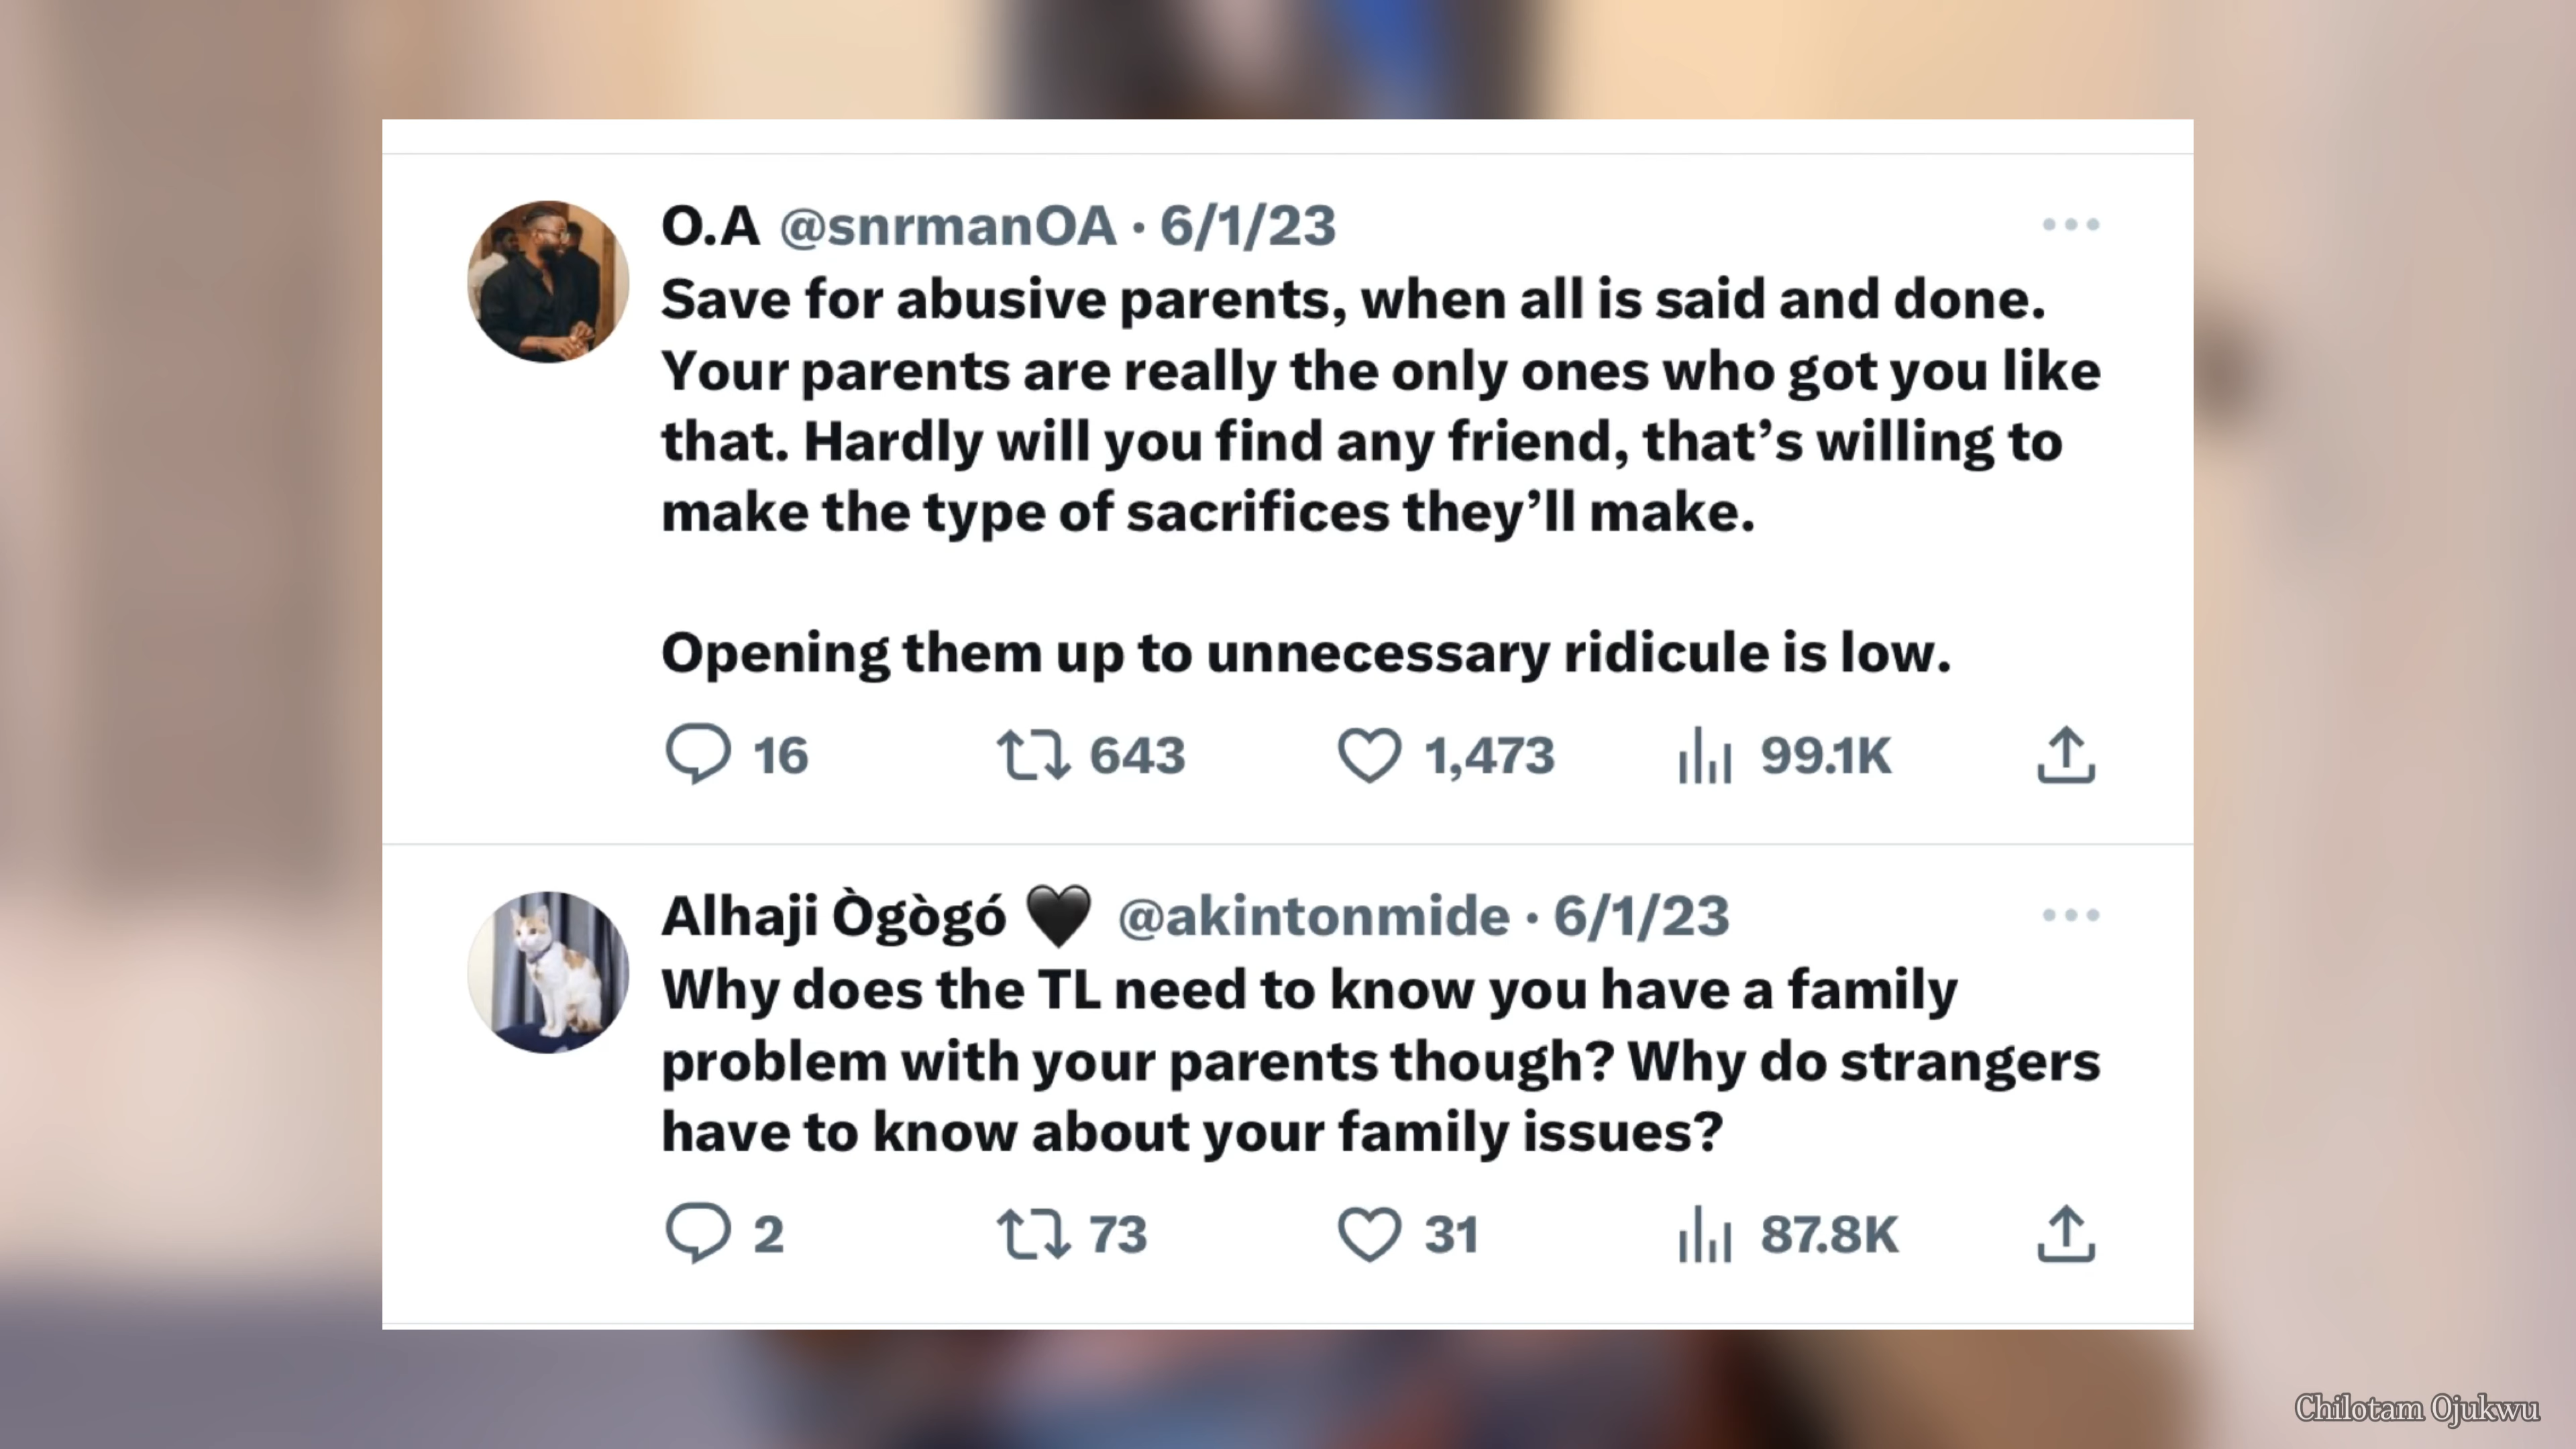 O.A @snrmanOA · 6/1/23
Save for abusive parents, when all is said and done.
Your parents are really the only ones who got you like
that. Hardly will you find any friend, that’s willing to
make the type of sacrifices they’ll make.
Opening them up to unnecessary ridicule is low.
16 643 1,473 99.1K
Alhaji Ògògó 🖤 @akintonmide · 6/1/23
Why does the TL need to know you have a family
problem with your parents though? Why do strangers
have to know about your family issues?
2 73 31 87.8K
Chilotam Ojukwu